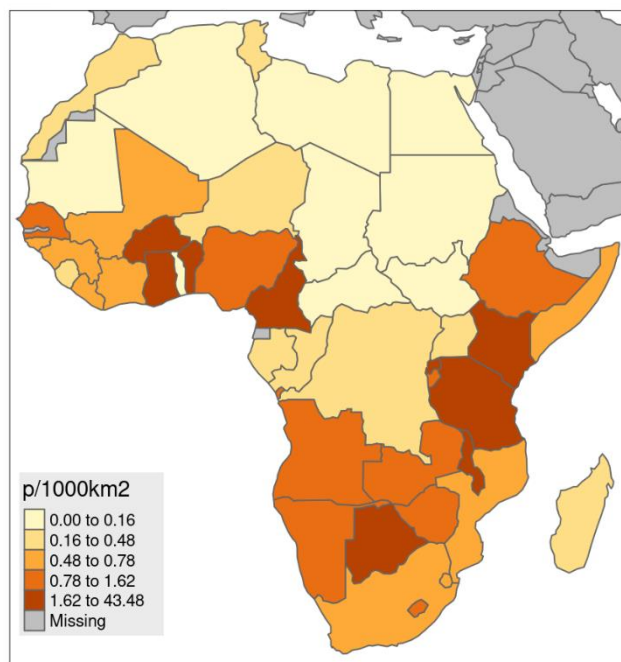 p/1000km2
0.00 to 0.16
0.16 to 0.48
0.48 to 0.78
0.78 to 1.62
1.62 to 43.48
Missing